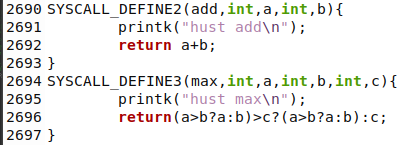 2690 SYSCALL_DEFINE2(add,int,a,int,b){
2691         printk("hust add\n");
2692         return a+b;
2693 }
2694 SYSCALL_DEFINE3(max,int,a,int,b,int,c){
2695         printk("hust max\n");
2696         return(a>b?a:b)>c?(a>b?a:b):c;
2697 }